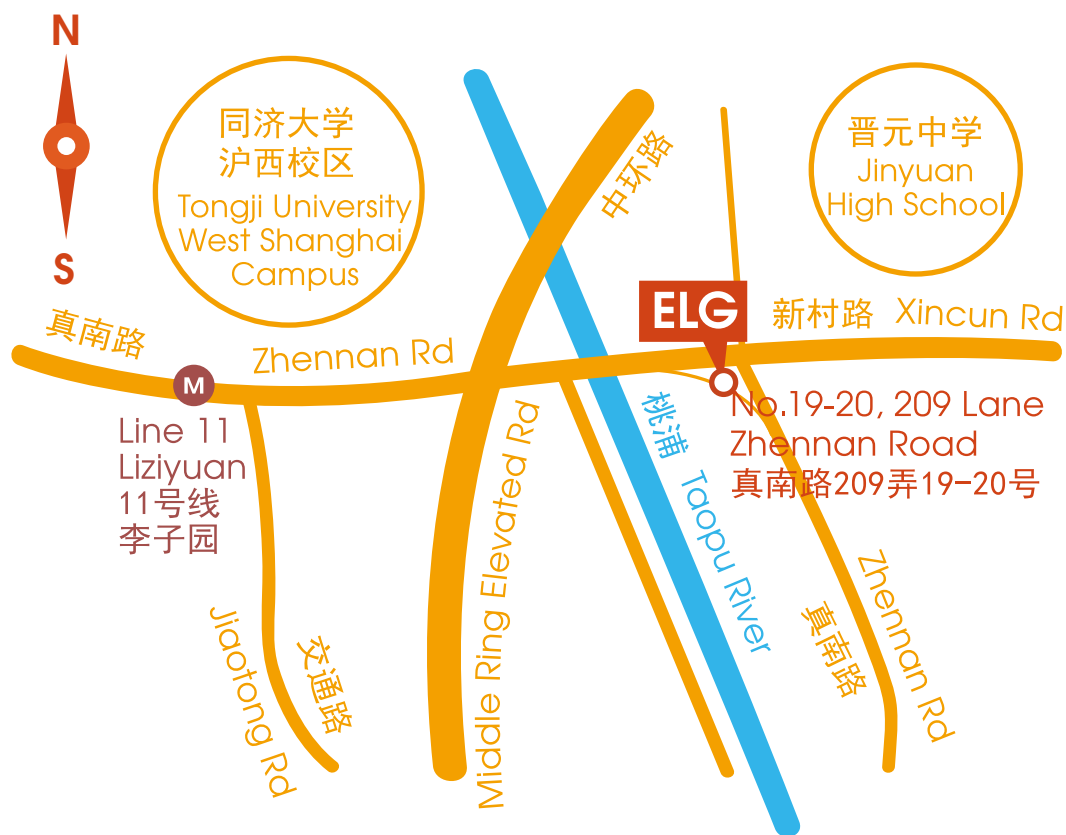 N
S
同济大学
沪西校区
Tongji University
West Shanghai
Campus
中环路
晋元中学
Jinyuan
High School
ELG
新村路 Xincun Rd
真南路
Zhennan Rd
M
Line 11
Liziyuan
11号线
李子园
No.19-20, 209 Lane
Zhennan Road
真南路209弄19-20号
桃浦 Taopu River
Middle Ring Elevated Rd
Jiaotong Rd
交通路
真南路
Zhennan Rd